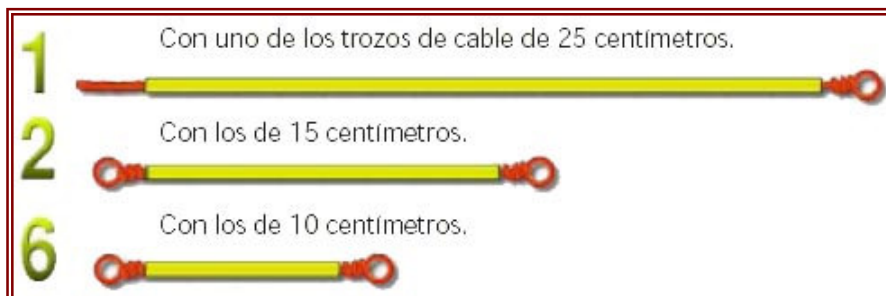 1 Con uno de los trozos de cable de 25 centímetros.
2 Con los de 15 centímetros.
6 Con los de 10 centímetros.